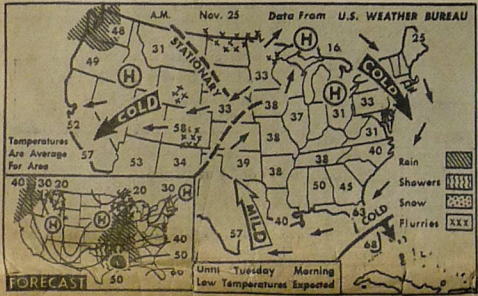 A.M. Nov. 25 Data From U.S. WEATHER BUREAU
48
31
49
STATIONARY
H
H
16
25
COLD
33
H
COLD
52
COLD
33
38
37
31
33
58
31
57
53
34
38
39
38
38
40
50
45
Temperatures
Are Average
For Area
MILD
57
40
63
COLD
68
Rain
Showers
Snow
Flurries XXX
40 30 20
20 30
H
H
H
40
50
50
FORECAST
Until Tuesday Morning
Low Temperatures Expected